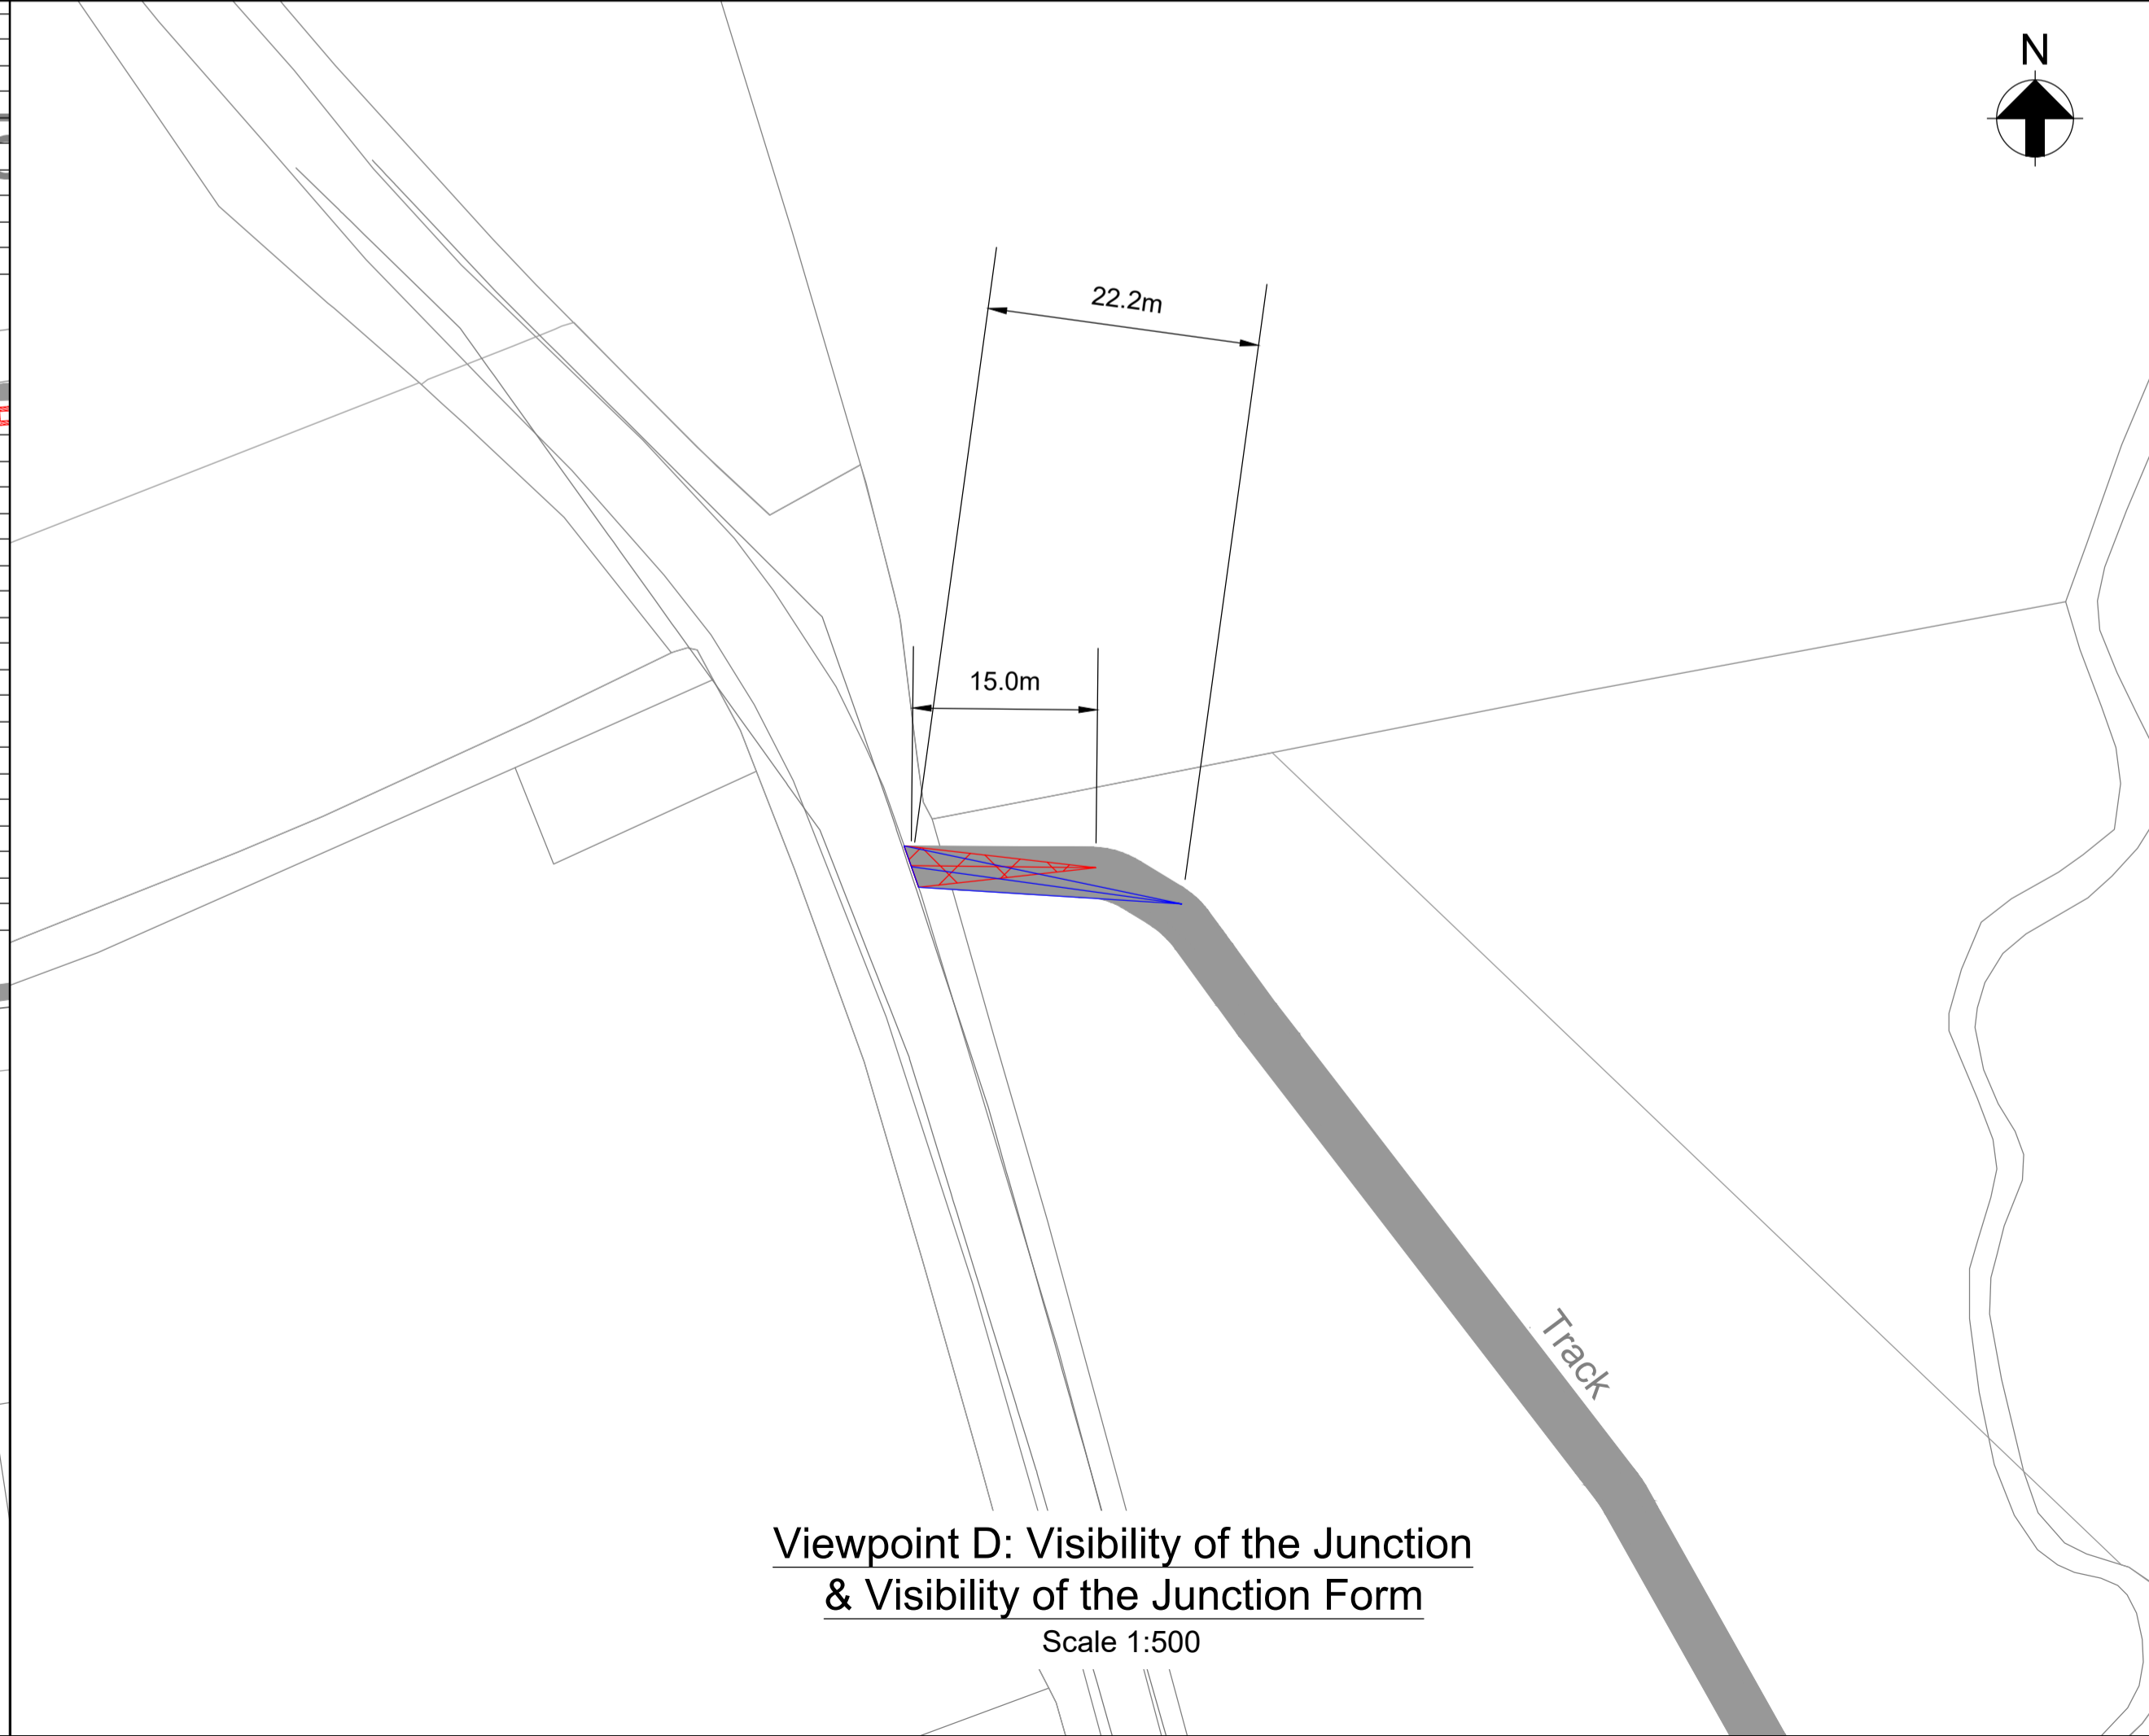 N
22.2m
15.0m
Track
Viewpoint D: Visibility of the Junction
& Visibility of the Junction Form
Scale 1:500